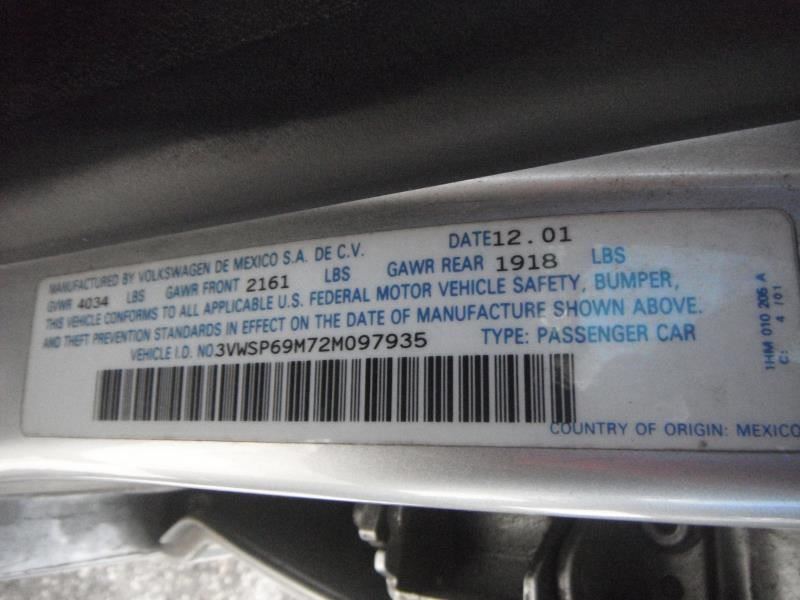 MANUFACTURED BY VOLKSWAGEN DE MEXICO S.A. DE C.V. DATE 12.01
GVWR 4034 LBS GAWR FRONT 2161 LBS GAWR REAR 1918 LBS
THIS VEHICLE CONFORMS TO ALL APPLICABLE U.S. FEDERAL MOTOR VEHICLE SAFETY, BUMPER,
AND THEFT PREVENTION STANDARDS IN EFFECT ON THE DATE OF MANUFACTURE SHOWN ABOVE.
VEHICLE I.D. NO. 3VWSP69M72M097935 TYPE: PASSENGER CAR
COUNTRY OF ORIGIN: MEXICO
1HM 010 205 A
C: 4 /01